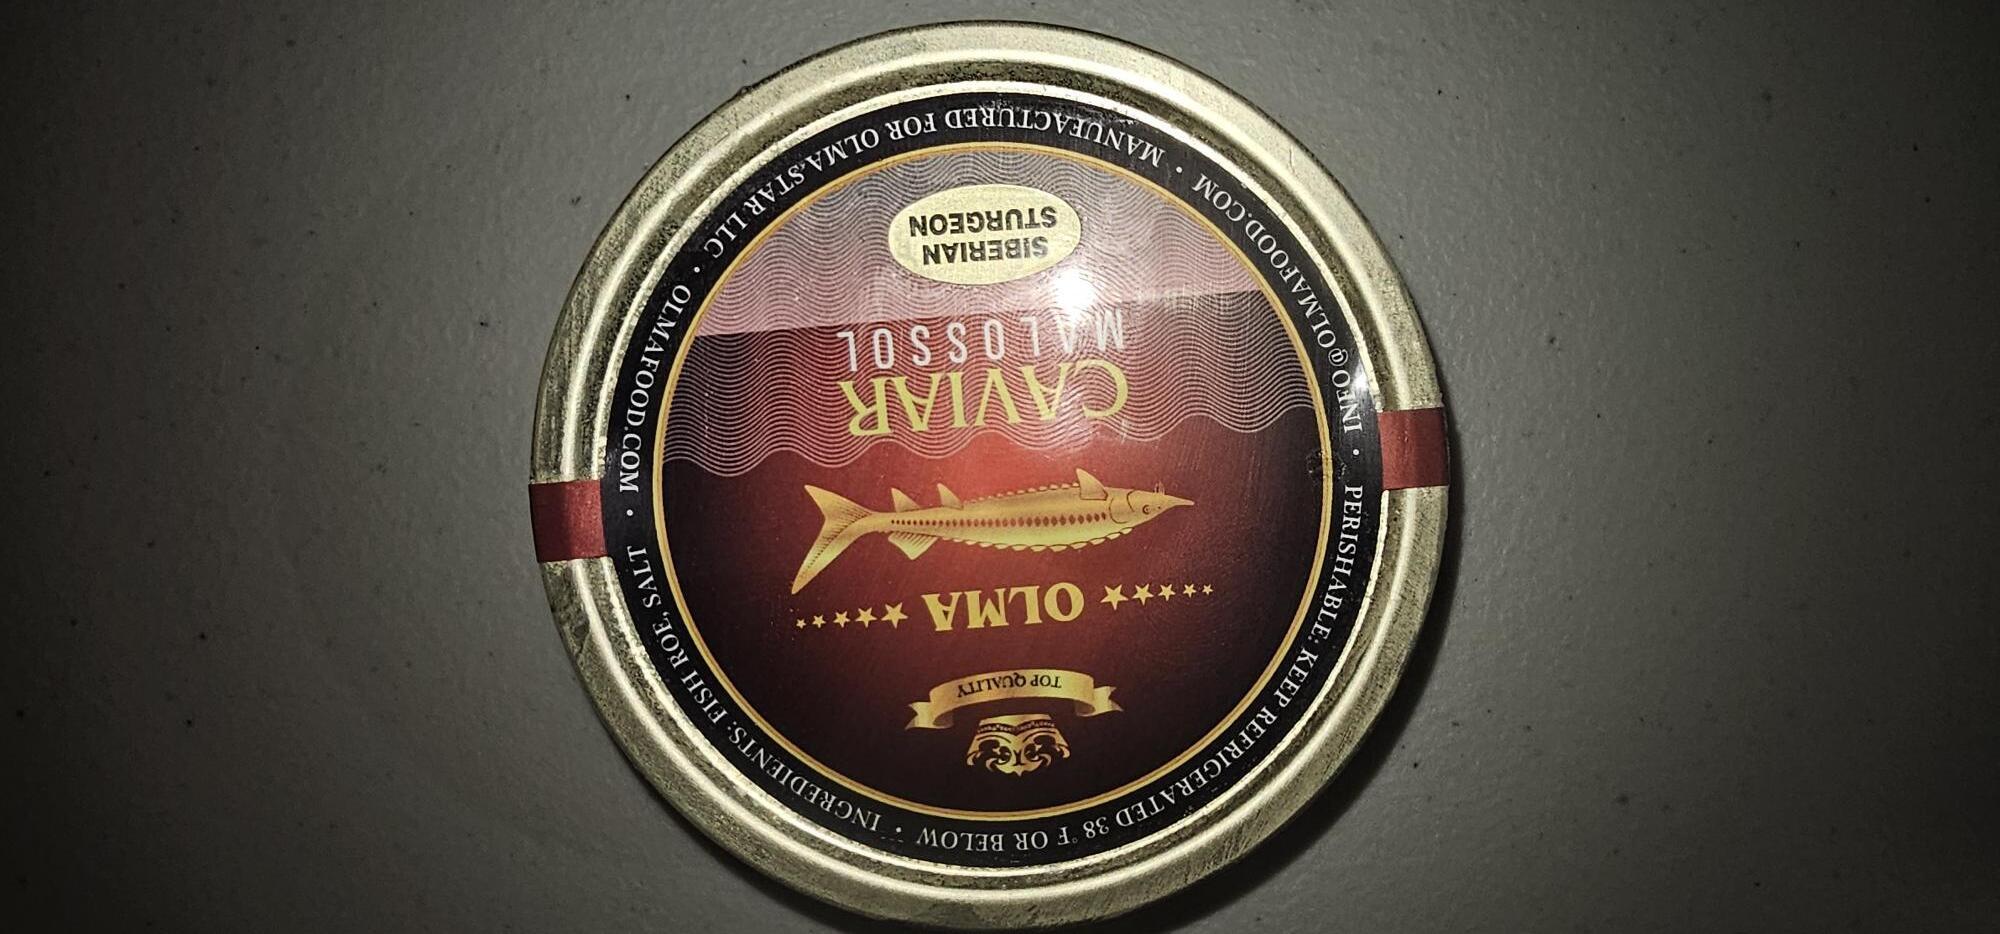 TOP QUALITY
OLMA
CAVIAR
MALOSSOL
SIBERIAN
STURGEON
INGREDIENTS: FISH ROE, SALT • OLMAFOOD.COM • MANUFACTURED FOR OLMA.STAR LLC • INFO@OLMAFOOD.COM • PERISHABLE: KEEP REFRIGERATED 38°F OR BELOW •